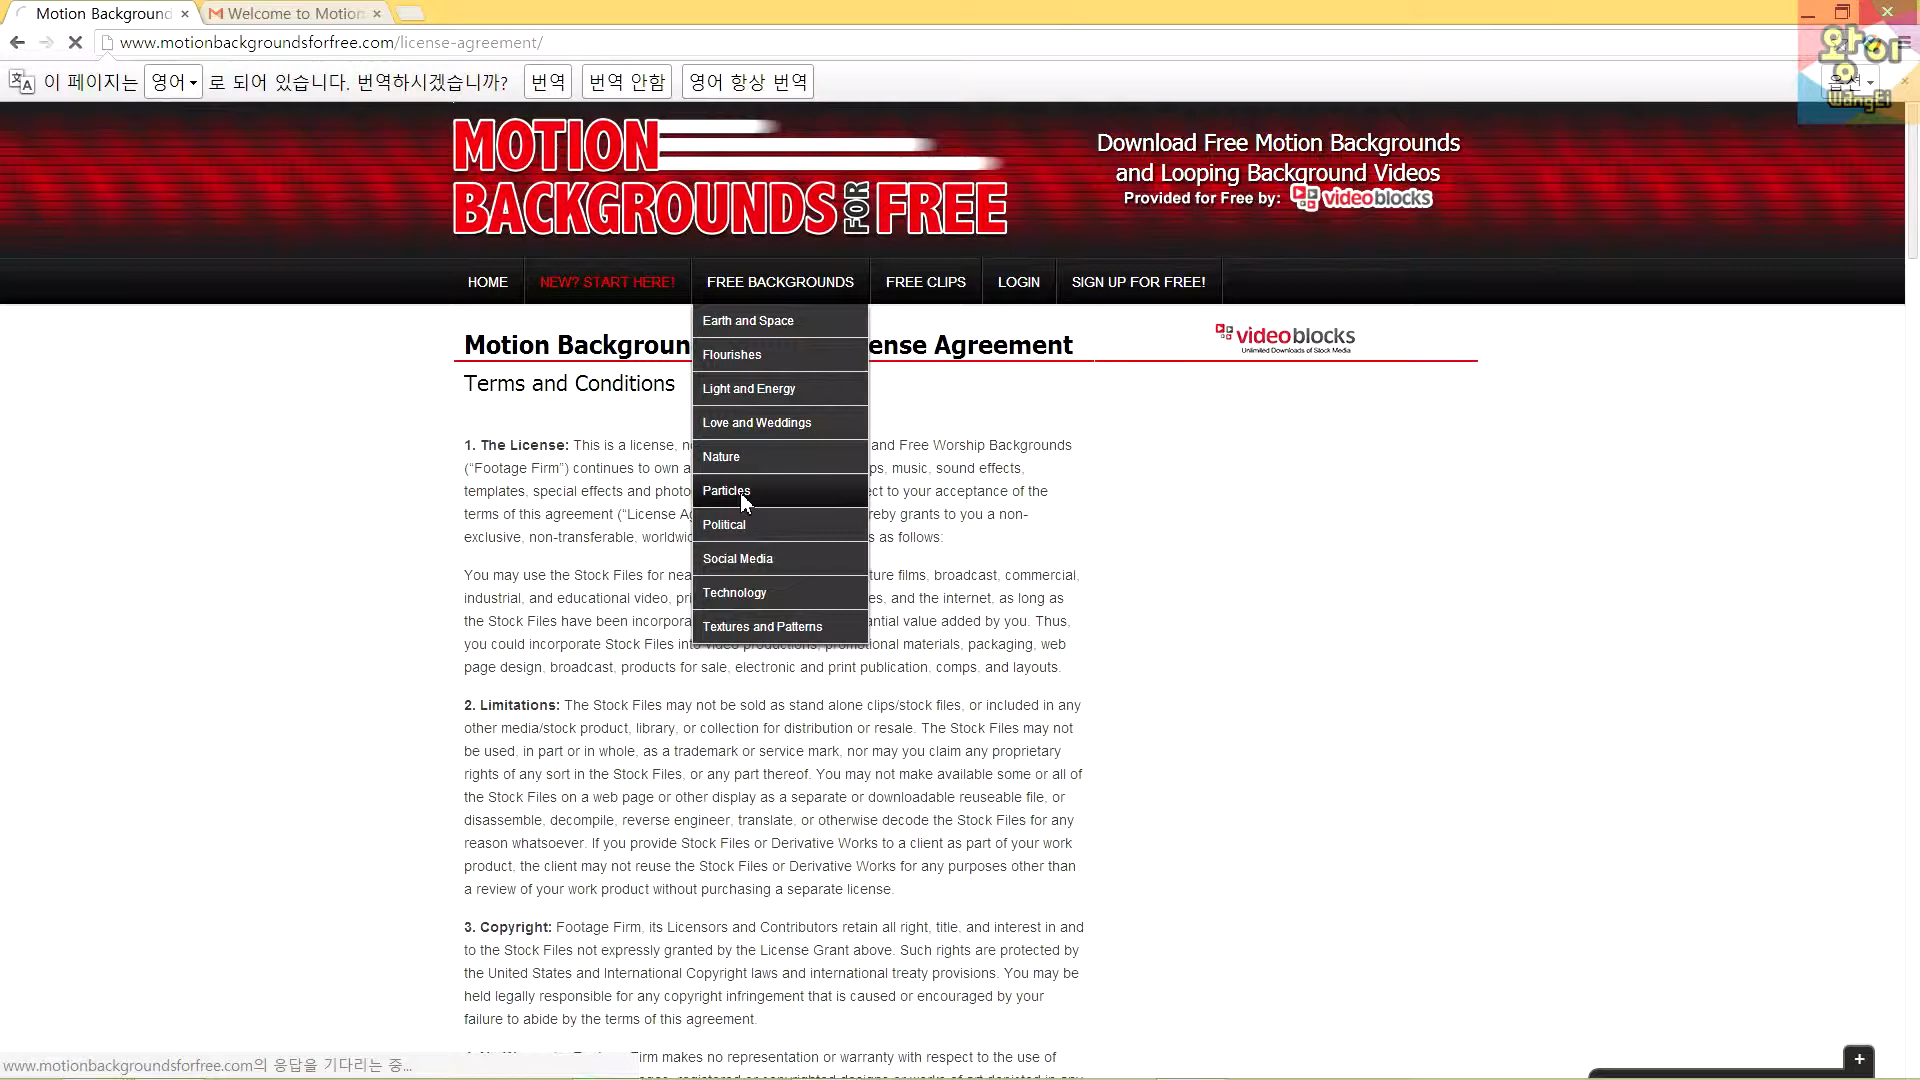 Motion Background
Welcome to Motion
www.motionbackgroundsforfree.com/license-agreement/
이 페이지는 영어 로 되어 있습니다. 번역하시겠습니까? 번역 번역 안함 영어 항상 번역
옵션
왕이
WangEi
MOTION
BACKGROUNDS FOR FREE
Download Free Motion Backgrounds
and Looping Background Videos
Provided for Free by: videoblocks
HOME NEW? START HERE! FREE BACKGROUNDS FREE CLIPS LOGIN SIGN UP FOR FREE!
Earth and Space
Flourishes
Light and Energy
Love and Weddings
Nature
Particles
Political
Social Media
Technology
Textures and Patterns
videoblocks
Unlimited Downloads of Stock Media
Motion Backgroun ense Agreement
Terms and Conditions
1. The License: This is a license, n and Free Worship Backgrounds
(“Footage Firm”) continues to own a ps, music, sound effects,
templates, special effects and photo ect to your acceptance of the
terms of this agreement (“License Ag reby grants to you a non-
exclusive, non-transferable, worldwi s as follows:
You may use the Stock Files for nea ture films, broadcast, commercial,
industrial, and educational video, pri es, and the internet, as long as
the Stock Files have been incorpora antial value added by you. Thus,
you could incorporate Stock Files into video productions, promotional materials, packaging, web
page design, broadcast, products for sale, electronic and print publication, comps, and layouts.
2. Limitations: The Stock Files may not be sold as stand alone clips/stock files, or included in any
other media/stock product, library, or collection for distribution or resale. The Stock Files may not
be used, in part or in whole, as a trademark or service mark, nor may you claim any proprietary
rights of any sort in the Stock Files, or any part thereof. You may not make available some or all of
the Stock Files on a web page or other display as a separate or downloadable reuseable file, or
disassemble, decompile, reverse engineer, translate, or otherwise decode the Stock Files for any
reason whatsoever. If you provide Stock Files or Derivative Works to a client as part of your work
product, the client may not reuse the Stock Files or Derivative Works for any purposes other than
a review of your work product without purchasing a separate license.
3. Copyright: Footage Firm, its Licensors and Contributors retain all right, title, and interest in and
to the Stock Files not expressly granted by the License Grant above. Such rights are protected by
the United States and International Copyright laws and international treaty provisions. You may be
held legally responsible for any copyright infringement that is caused or encouraged by your
failure to abide by the terms of this agreement.
Firm makes no representation or warranty with respect to the use of
www.motionbackgroundsforfree.com의 응답을 기다리는 중...